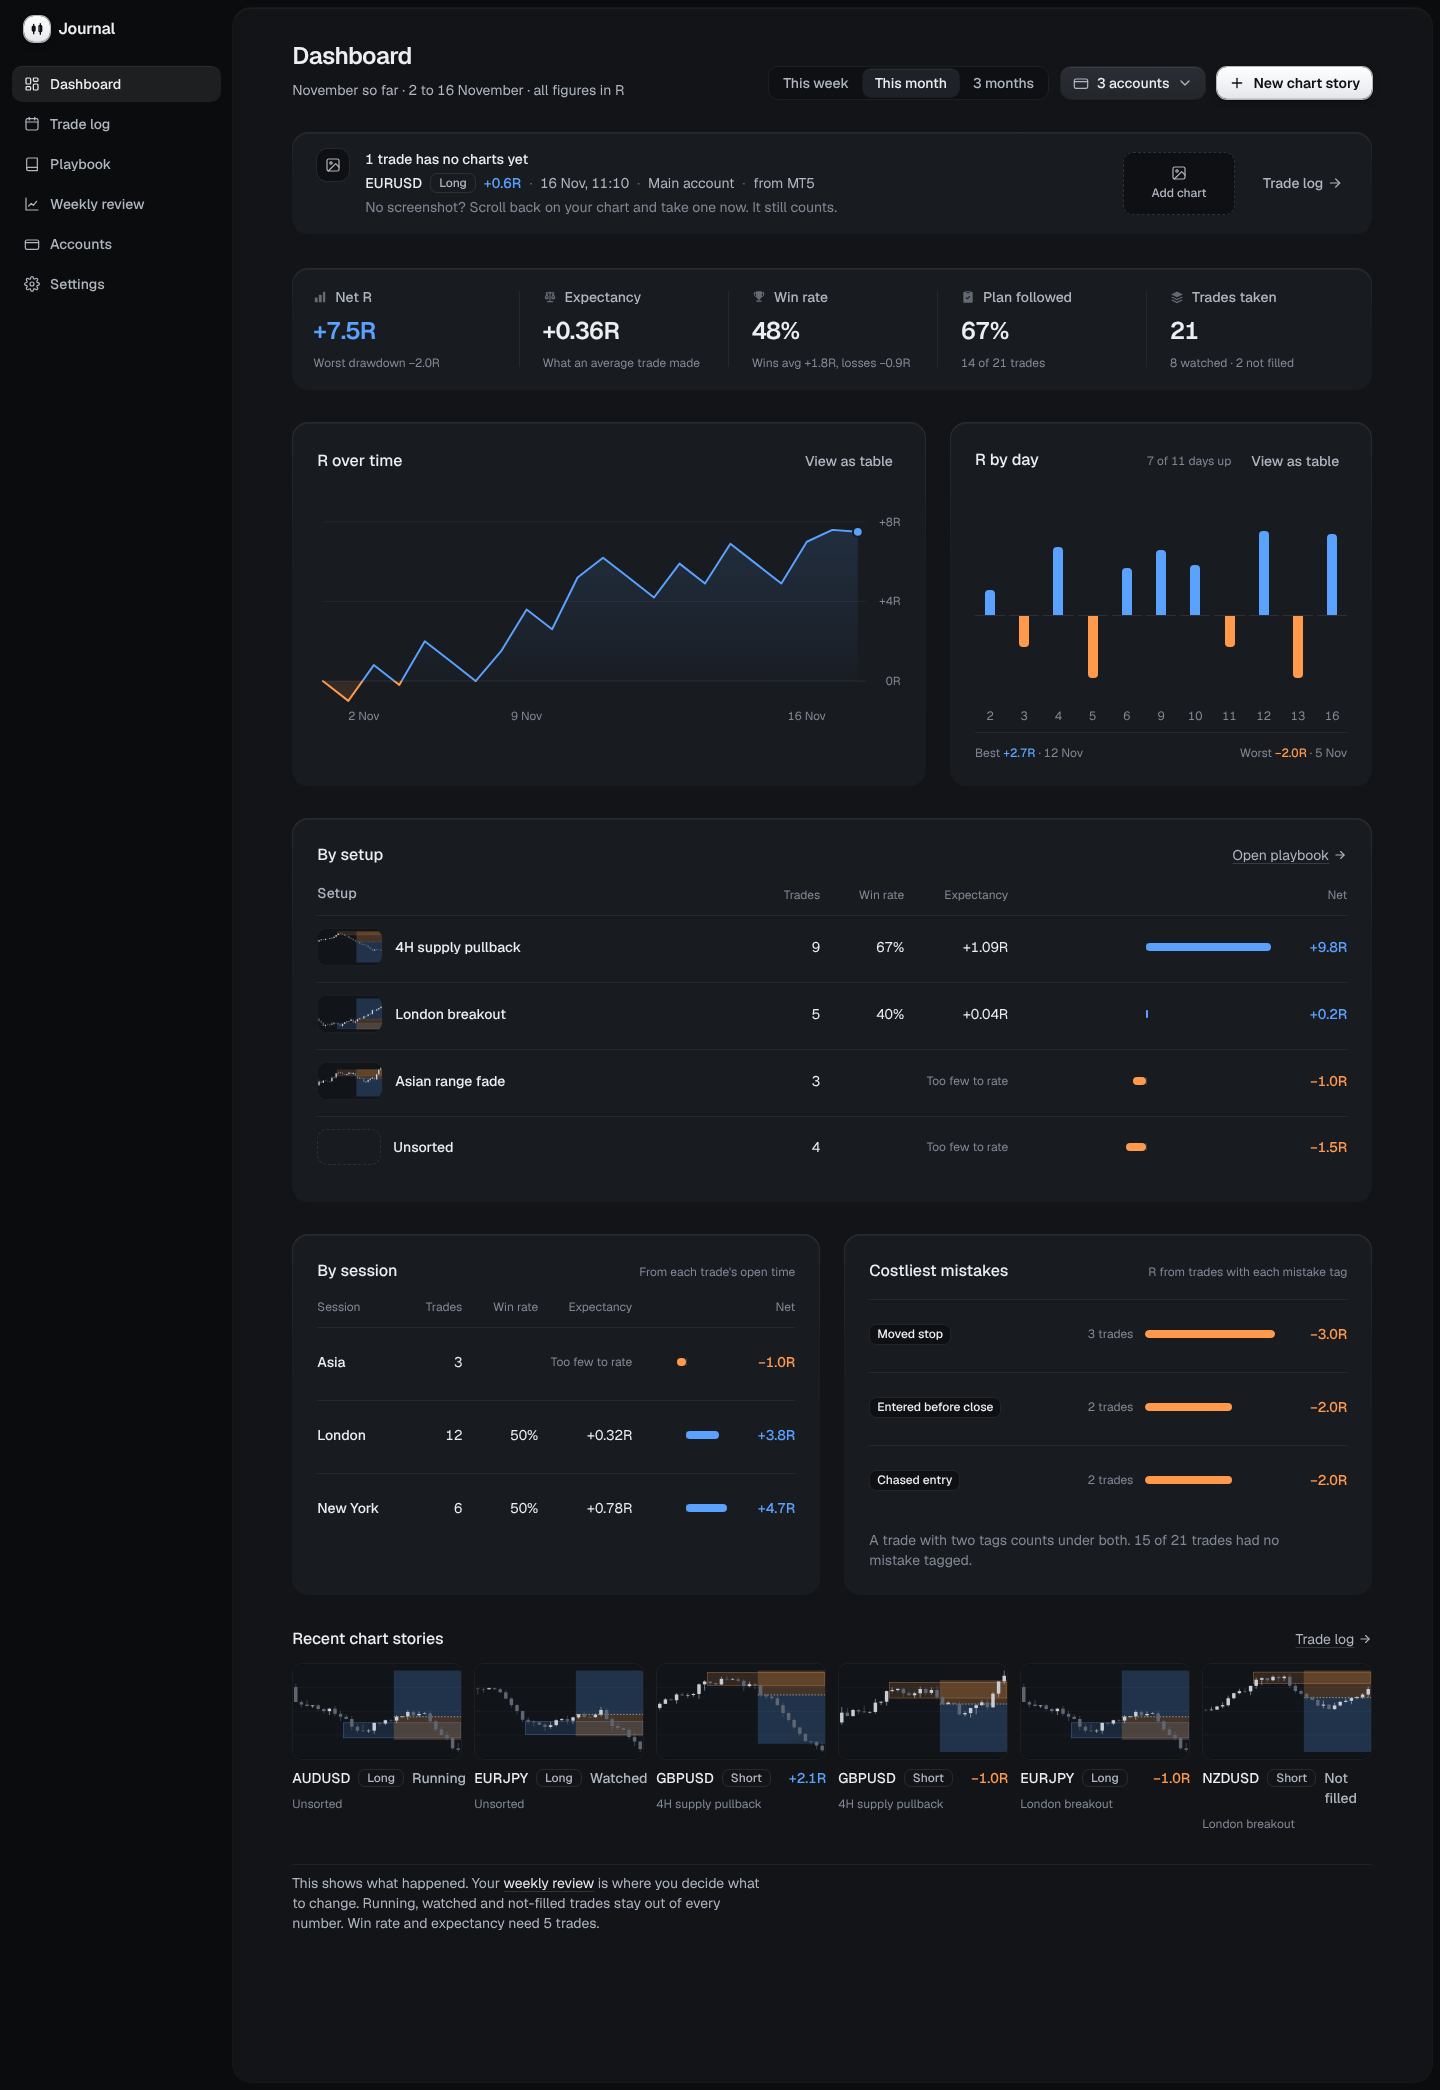 Journal
Dashboard
Trade log
Playbook
Weekly review
Accounts
Settings
Dashboard
November so far · 2 to 16 November · all figures in R
This week
This month
3 months
3 accounts
New chart story
1 trade has no charts yet
EURUSD Long +0.6R · 16 Nov, 11:10 · Main account · from MT5
No screenshot? Scroll back on your chart and take one now. It still counts.
Add chart
Trade log →
Net R
+7.5R
Worst drawdown −2.0R
Expectancy
+0.36R
What an average trade made
Win rate
48%
Wins avg +1.8R, losses −0.9R
Plan followed
67%
14 of 21 trades
Trades taken
21
8 watched · 2 not filled
R over time
View as table
+8R
+4R
0R
2 Nov 9 Nov 16 Nov
R by day
7 of 11 days up
View as table
2 3 4 5 6 9 10 11 12 13 16
Best +2.7R · 12 Nov
Worst −2.0R · 5 Nov
By setup
Open playbook →
Setup Trades Win rate Expectancy Net
4H supply pullback 9 67% +1.09R +9.8R
London breakout 5 40% +0.04R +0.2R
Asian range fade 3 Too few to rate −1.0R
Unsorted 4 Too few to rate −1.5R
By session
From each trade's open time
Session Trades Win rate Expectancy Net
Asia 3 Too few to rate −1.0R
London 12 50% +0.32R +3.8R
New York 6 50% +0.78R +4.7R
Costliest mistakes
R from trades with each mistake tag
Moved stop 3 trades −3.0R
Entered before close 2 trades −2.0R
Chased entry 2 trades −2.0R
A trade with two tags counts under both. 15 of 21 trades had no
mistake tagged.
Recent chart stories
Trade log →
AUDUSD Long Running
Unsorted
EURJPY Long Watched
Unsorted
GBPUSD Short +2.1R
4H supply pullback
GBPUSD Short −1.0R
4H supply pullback
EURJPY Long −1.0R
London breakout
NZDUSD Short Not
filled
London breakout
This shows what happened. Your weekly review is where you decide what
to change. Running, watched and not-filled trades stay out of every
number. Win rate and expectancy need 5 trades.